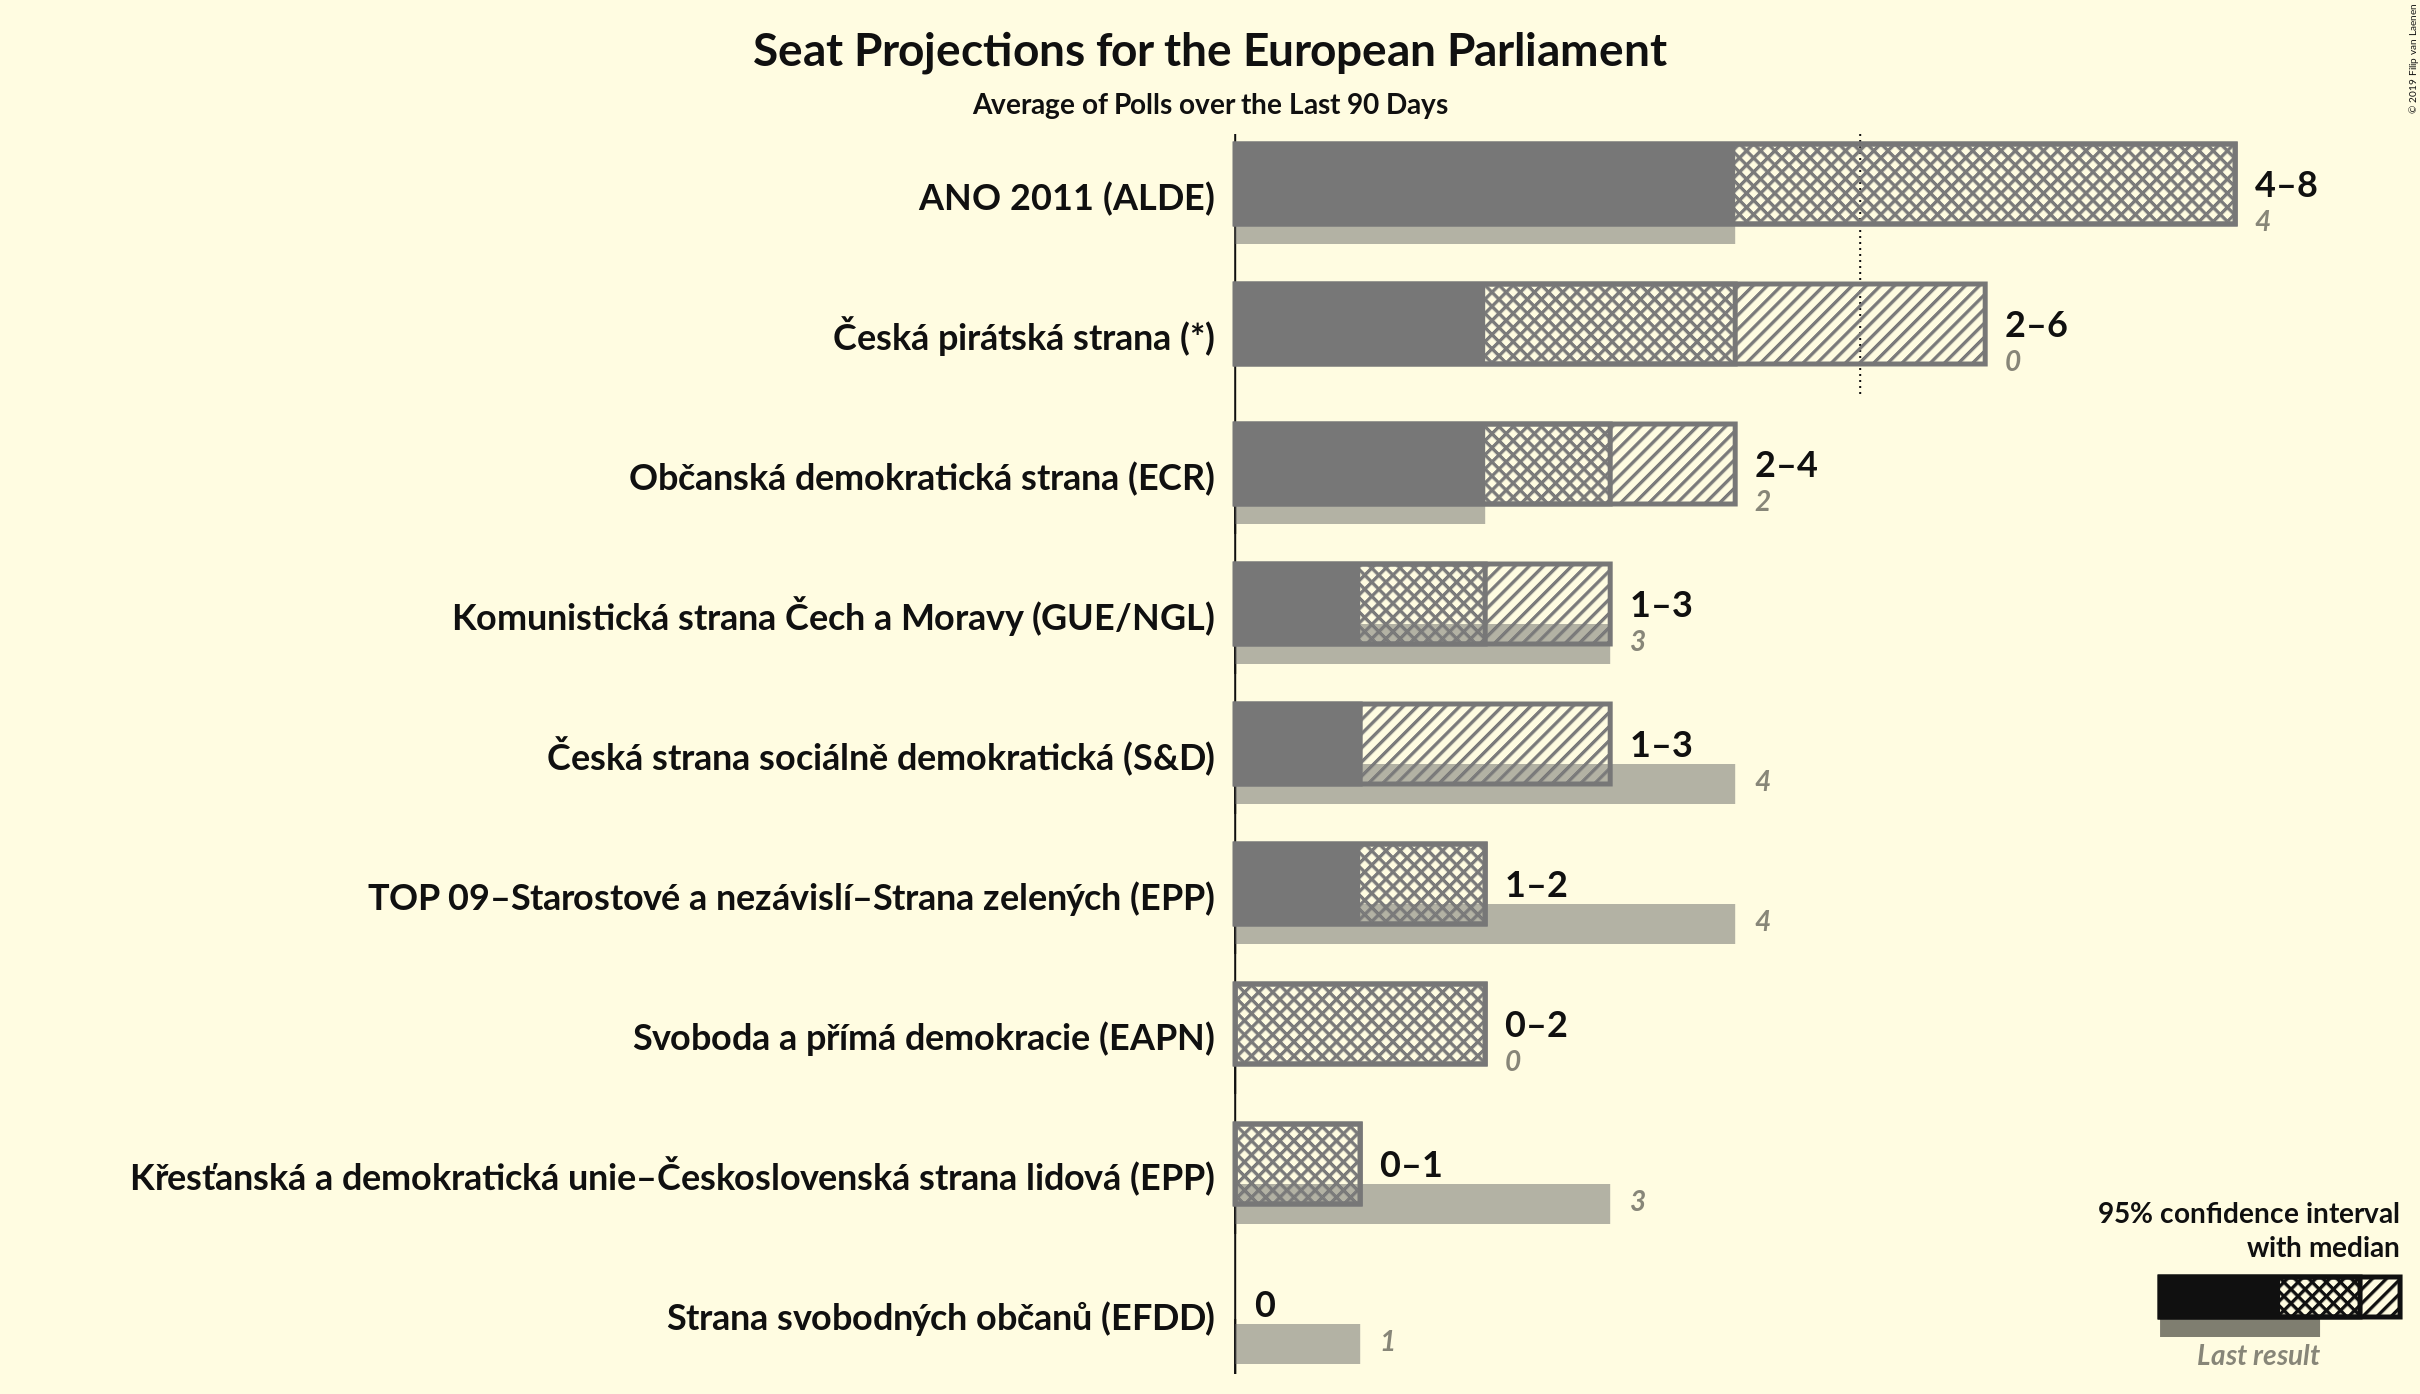 Seat Projections for the European Parliament
Average of Polls over the Last 90 Days
© 2019 Filip van Laenen
ANO 2011 (ALDE)
4–8
4
Česká pirátská strana (*)
2–6
0
Občanská demokratická strana (ECR)
2–4
2
Komunistická strana Čech a Moravy (GUE/NGL)
1–3
3
Česká strana sociálně demokratická (S&D)
1–3
4
TOP 09–Starostové a nezávislí–Strana zelených (EPP)
1–2
4
Svoboda a přímá demokracie (EAPN)
0–2
0
Křesťanská a demokratická unie–Československá strana lidová (EPP)
0–1
3
Strana svobodných občanů (EFDD)
0
1
95% confidence interval
with median
Last result